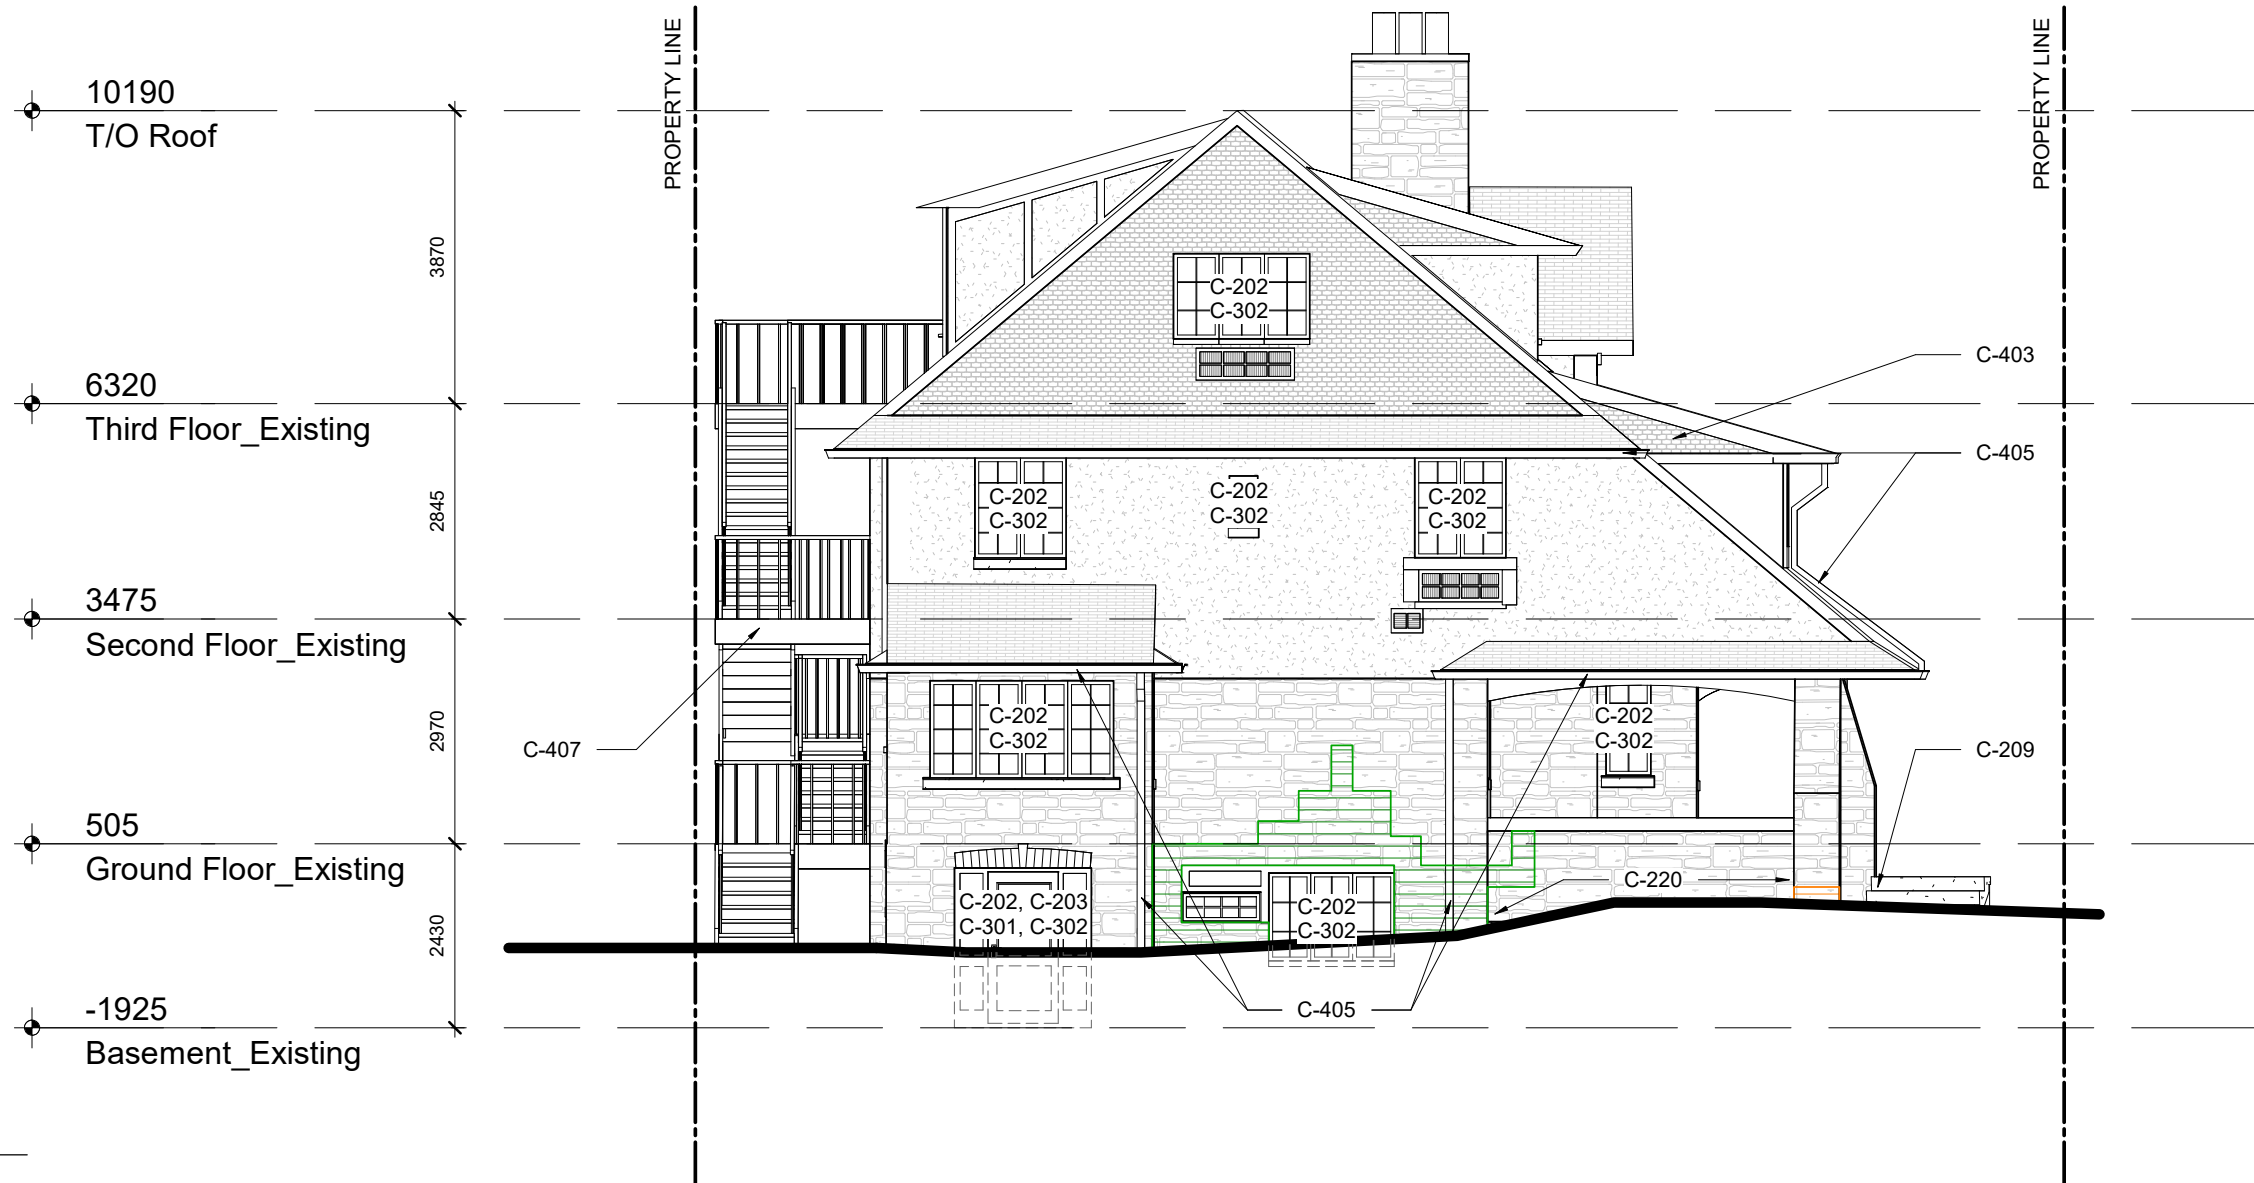 PROPERTY LINE
PROPERTY LINE
10190
T/O Roof
3870
C-202
C-302
C-403
6320
Third Floor_Existing
C-405
2845
C-202
C-302
C-202
C-302
C-202
C-302
3475
Second Floor_Existing
2970
C-407
C-202
C-302
C-202
C-302
C-209
505
Ground Floor_Existing
C-220
2430
C-202, C-203
C-301, C-302
C-202
C-302
-1925
Basement_Existing
C-405